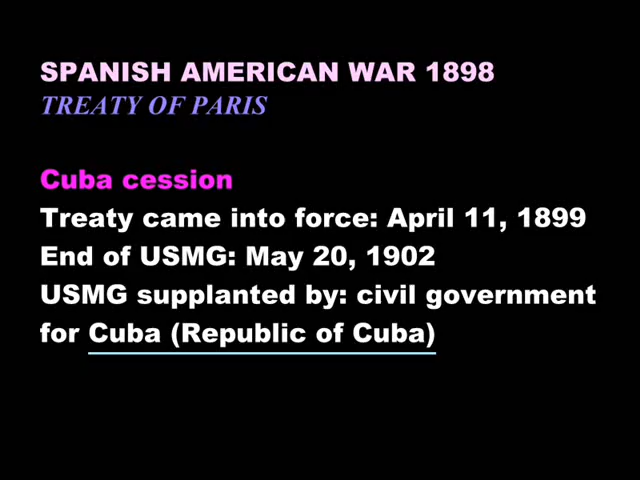 SPANISH AMERICAN WAR 1898
TREATY OF PARIS
Cuba cession
Treaty came into force: April 11, 1899
End of USMG: May 20, 1902
USMG supplanted by: civil government
for Cuba (Republic of Cuba)